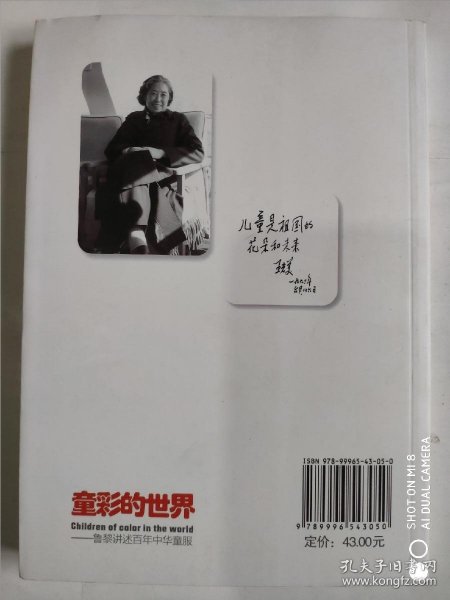 儿童是祖国的
花朵和未来
ISBN 978-99965-43-05-0
9 789996 543050
定价：43.00元
童彩的世界
Children of color in the world
——鲁黎讲述百年中华童服
SHOT ON MI 8
AI DUAL CAMERA
孔夫子旧书网
www.kongfz.com